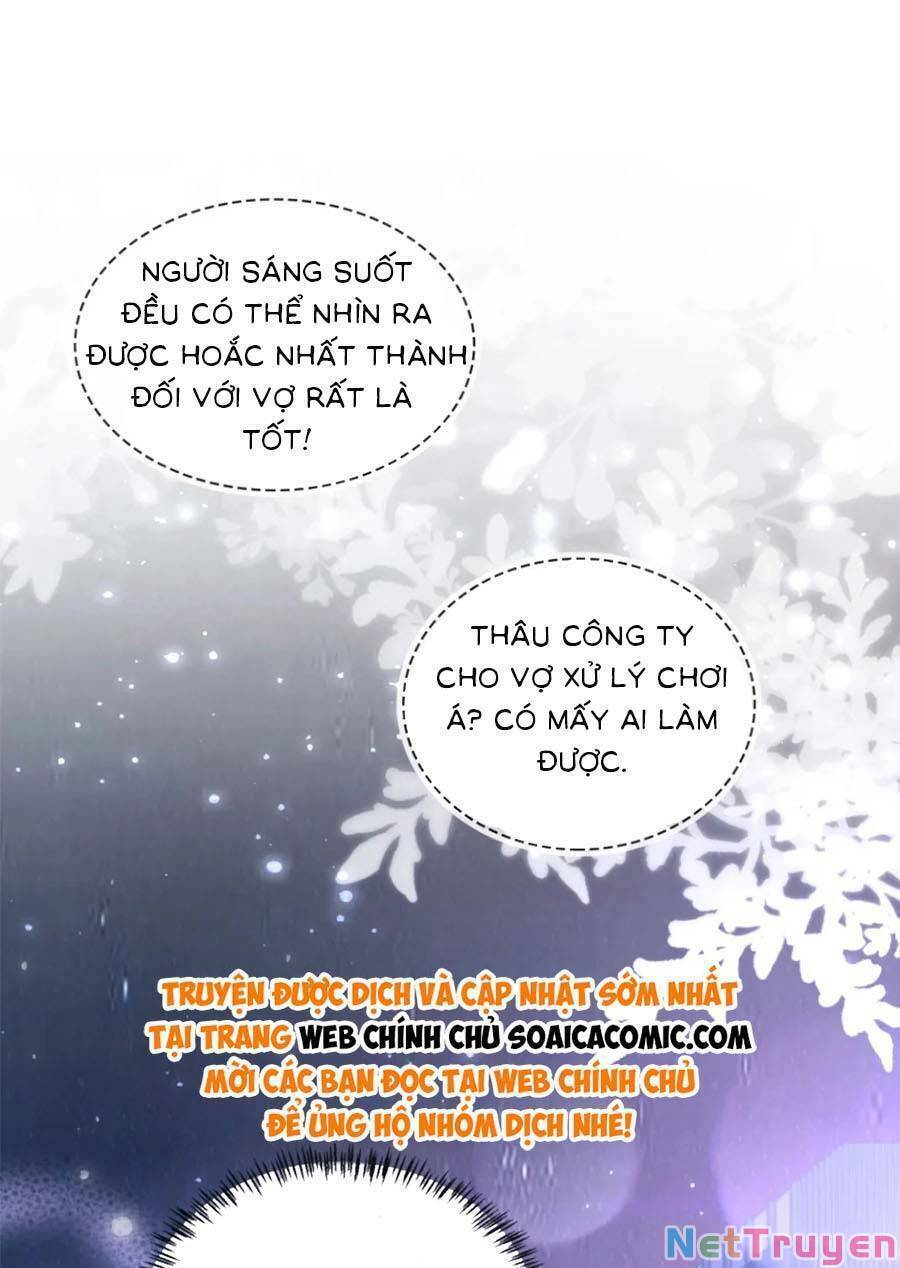 NGƯỜI SÁNG SUỐT
ĐỀU CÓ THỂ NHÌN RA
ĐƯỢC HOẮC NHẤT THÀNH
ĐỐI VỚI VỢ RẤT LÀ
TỐT!
THÂU CÔNG TY
CHO VỢ XỬ LÝ CHƠI
Á? CÓ MẤY AI LÀM
ĐƯỢC.
TRUYỆN ĐƯỢC DỊCH VÀ CẬP NHẬT SỚM NHẤT
TẠI TRANG WEB CHÍNH CHỦ SOAICACOMIC.COM
MỜI CÁC BẠN ĐỌC TẠI WEB CHÍNH CHỦ
ĐỂ ỦNG HỘ NHÓM DỊCH NHÉ!
NetTruyen